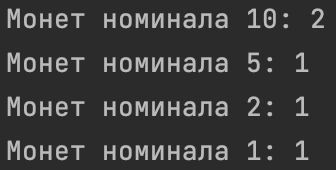 Монет номинала 10: 2
Монет номинала 5: 1
Монет номинала 2: 1
Монет номинала 1: 1